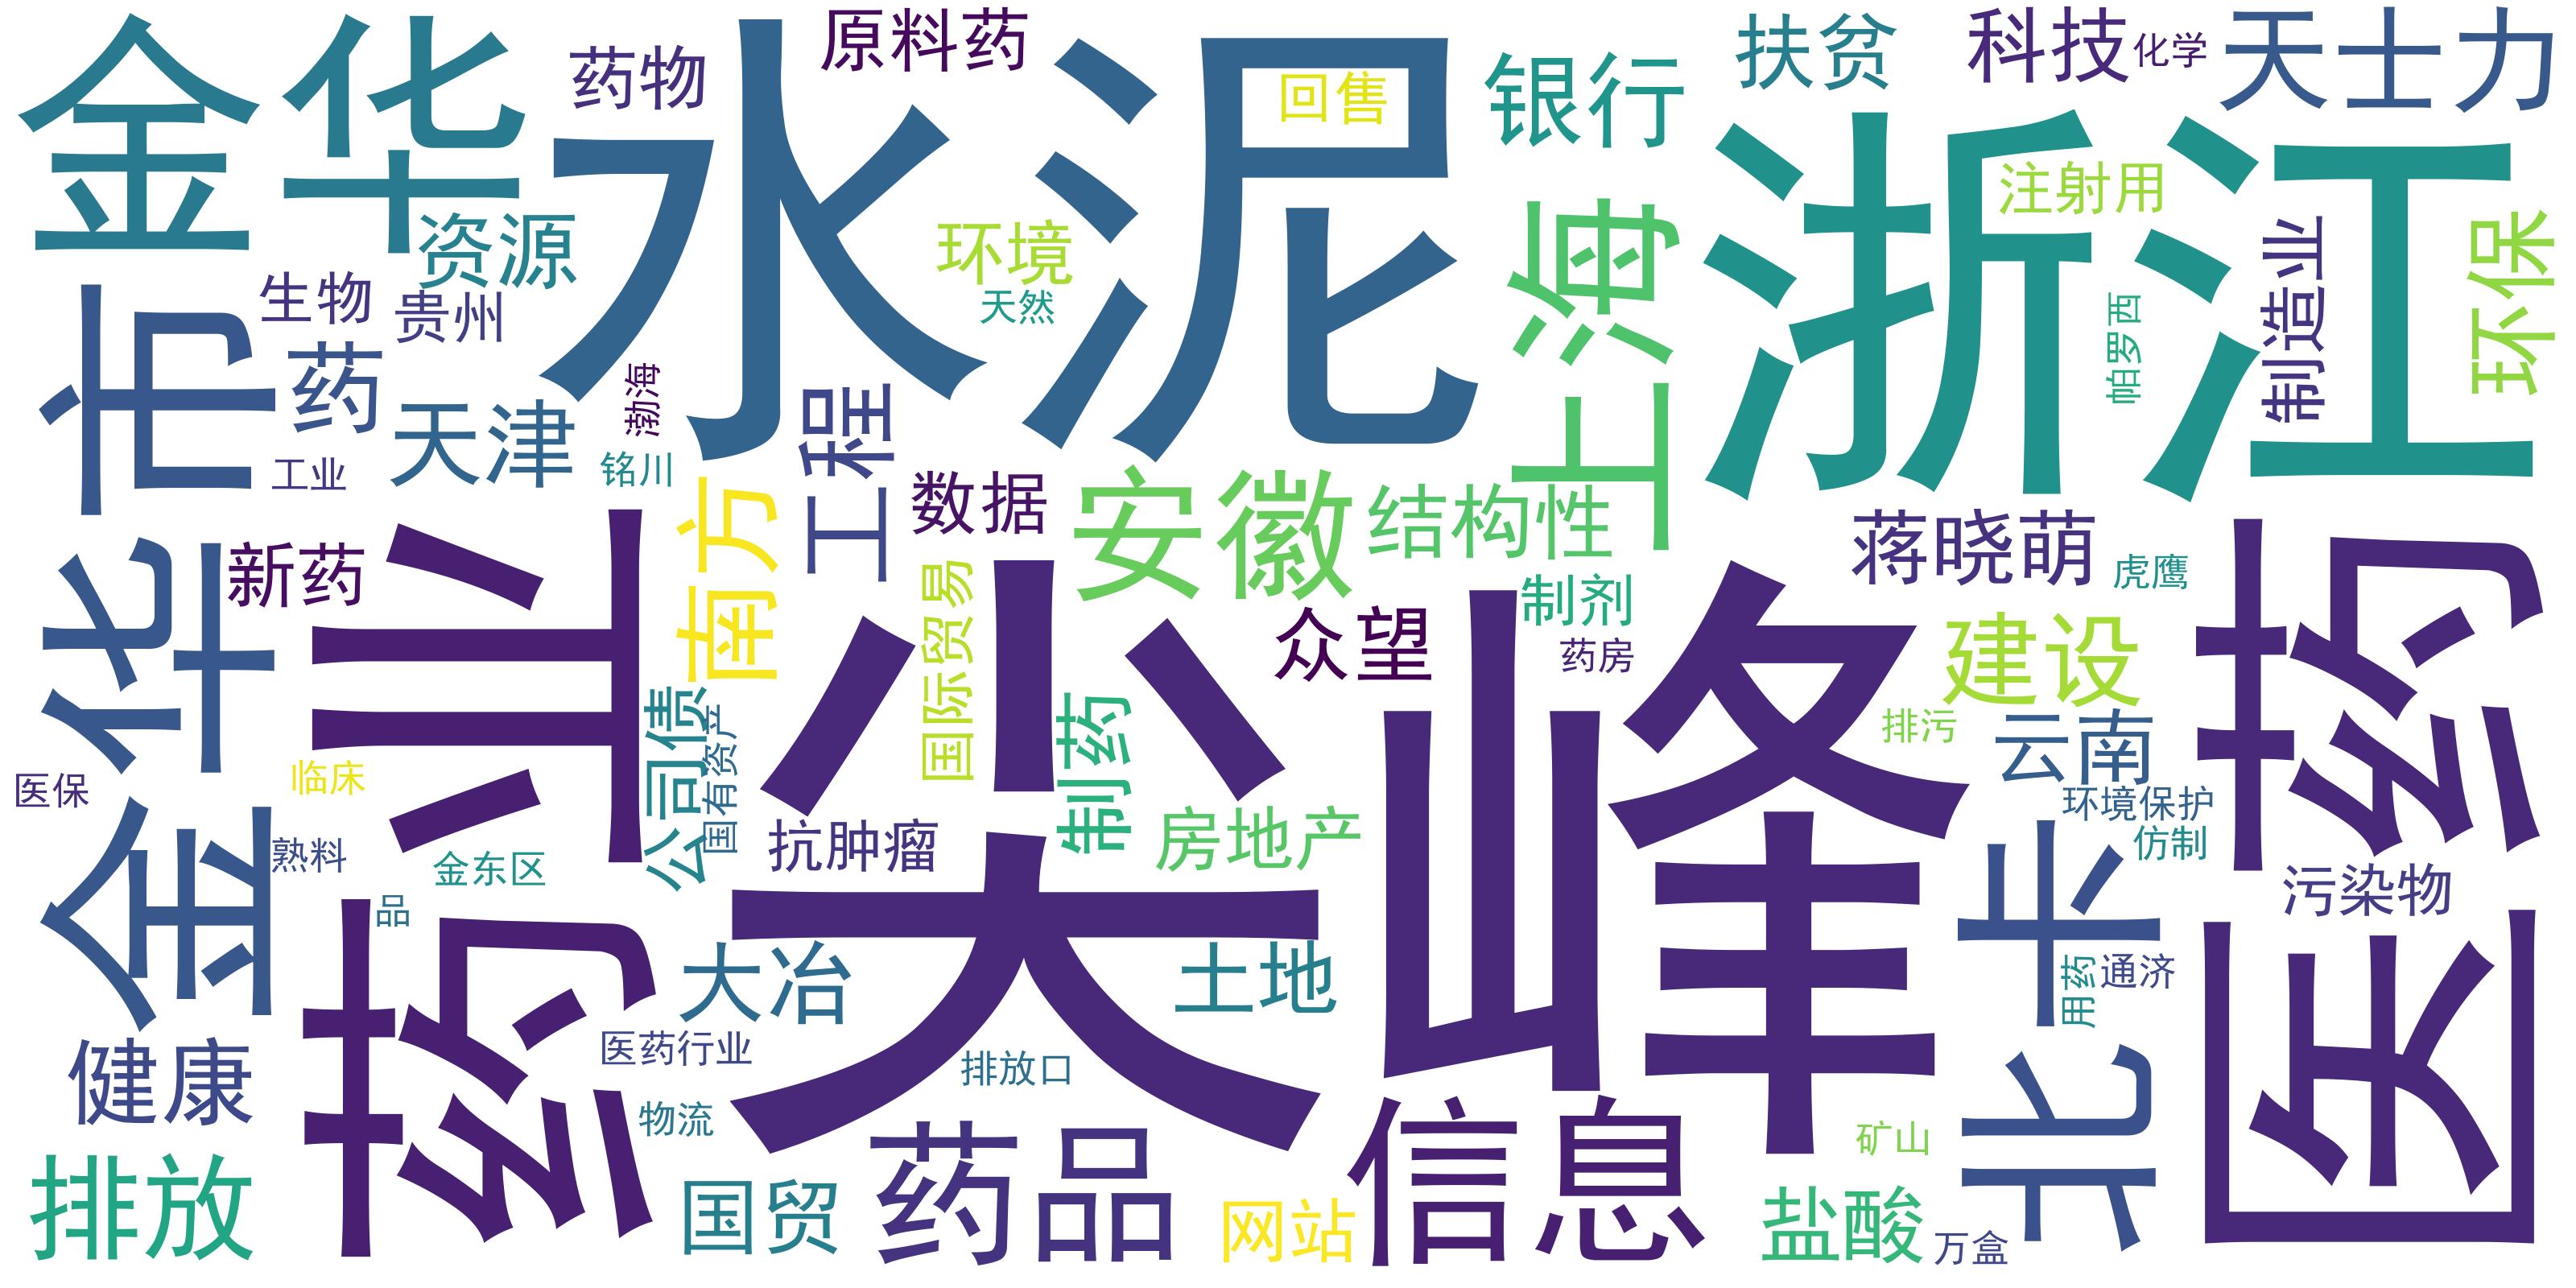 金华
水泥
药物
原料药
回售
银行
扶贫
科技
化学
天士力
浙江
注射用
环保
制造业
帕罗西
上海
资源
环境
天然
生物
贵州
药
天津
渤海
铭川
工业
金华市
工程
数据
安徽
结构性
南方
新药
药业
尖峰
国际贸易
众望
制剂
药房
蒋晓萌
虎鹰
医药
建设
排污
云南
环境保护
仿制
污染物
北卡
用药
通济
公司债
国有资产
制药
抗肿瘤
房地产
医保
临床
熟料
金东区
品
大冶
土地
医药行业
排放口
健康
物流
排放
国贸
药品
网站
信息
矿山
盐酸
万盒